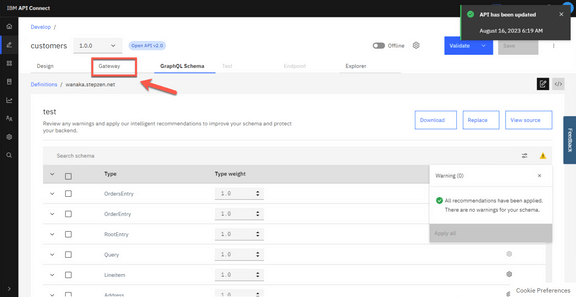 IBM API Connect
API has been updated
August 16, 2023 6:19 AM
Develop /
customers
1.0.0
Open API v2.0
Offline
Validate
Save
Design
Gateway
GraphQL Schema
Test
Endpoint
Explorer
Definitions / wanaka.stepzen.net
test
Review any warnings and apply our intelligent recommendations to improve your schema and protect
your backend.
Download
Replace
View source
Feedback
Search schema
Type
Type weight
Warning (0)
OrdersEntry
1.0
All recommendations have been applied.
There are no warnings for your schema.
OrderEntry
1.0
RootEntry
1.0
Apply all
Query
1.0
LineItem
1.0
Address
1.0
Cookie Preferences